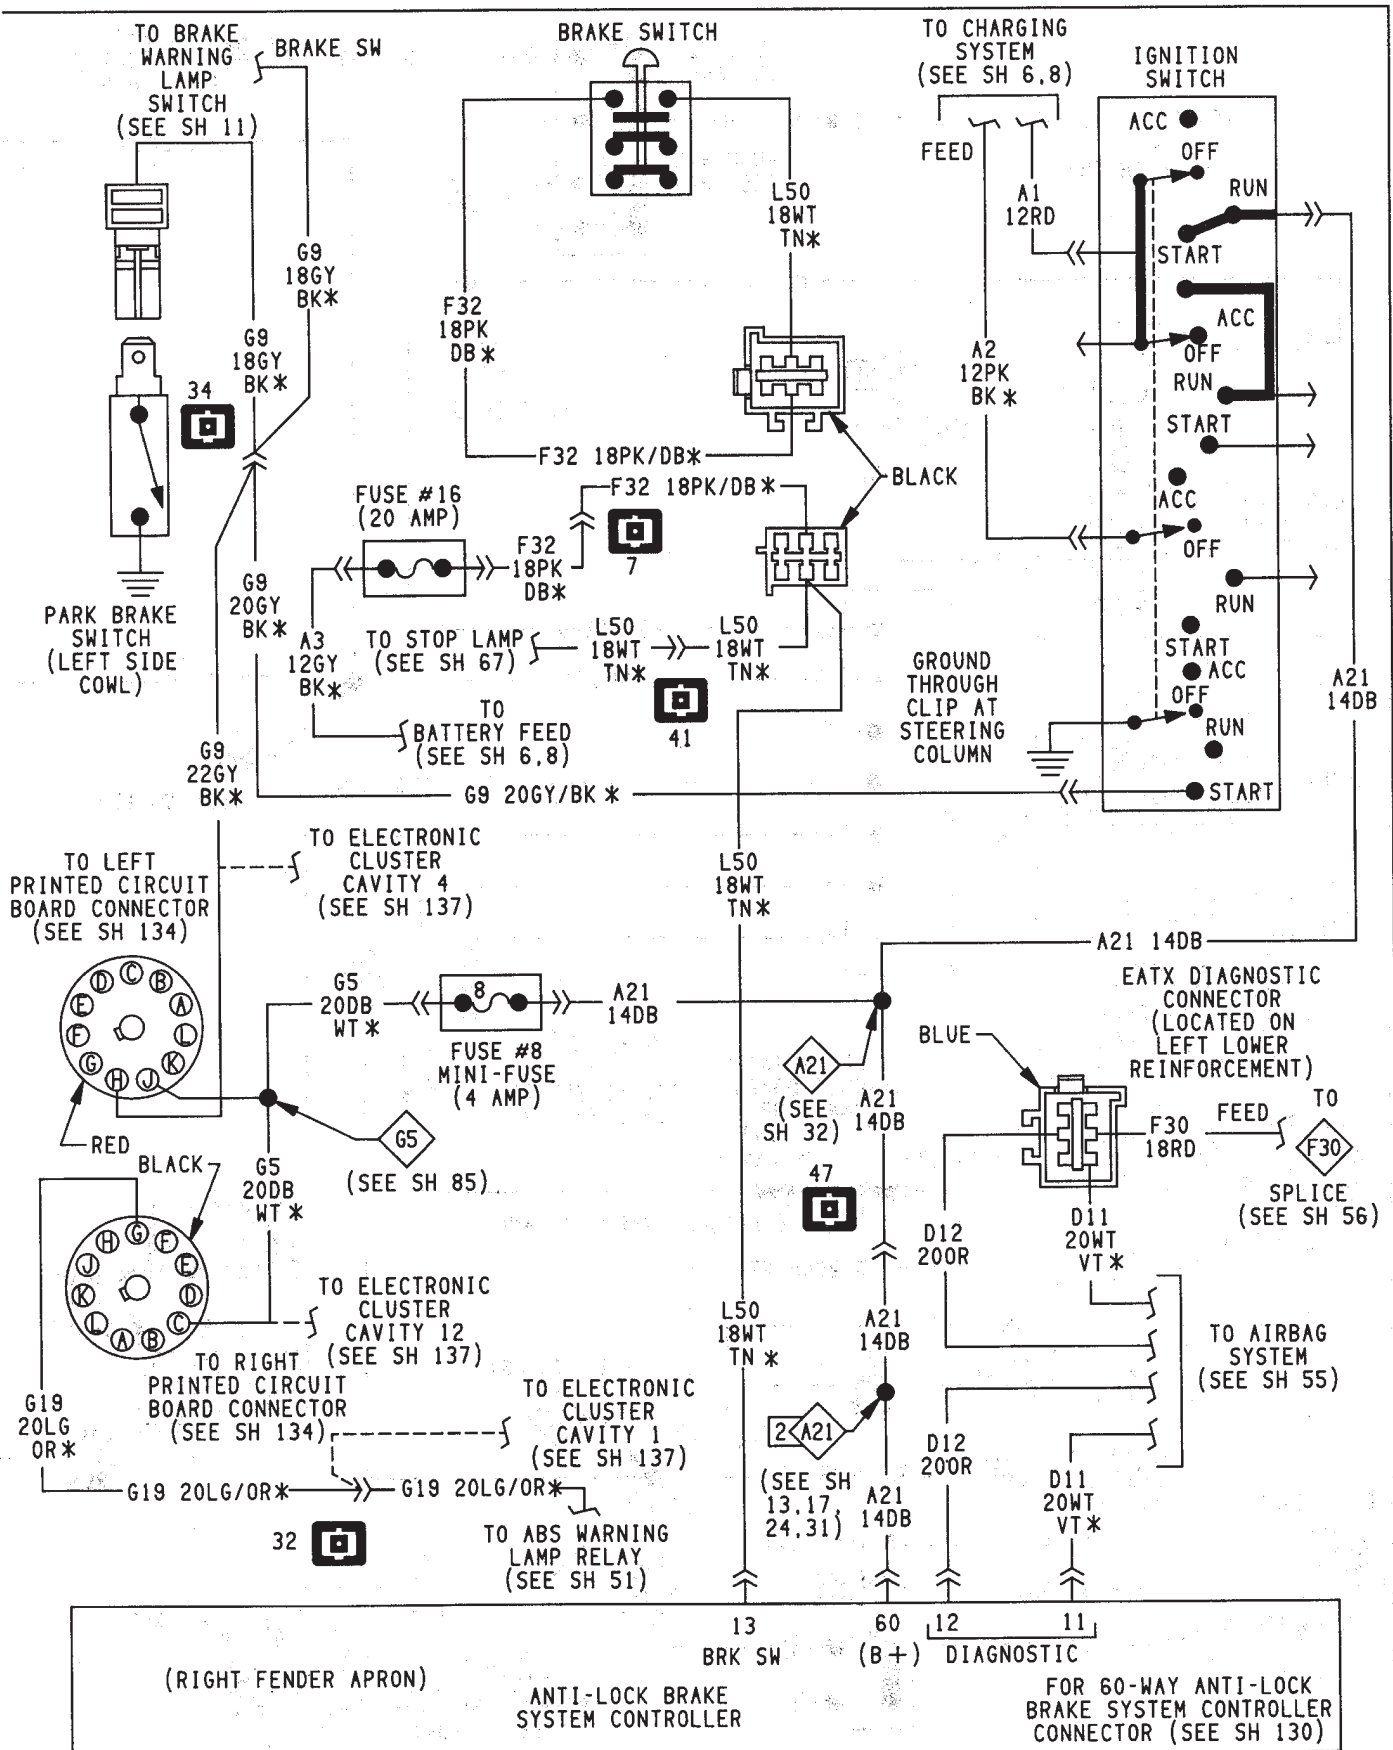 TO BRAKE
WARNING
LAMP
SWITCH
(SEE SH 11)
BRAKE SW
BRAKE SWITCH
TO CHARGING
SYSTEM
(SEE SH 6,8)
IGNITION
SWITCH
FEED
ACC
OFF
RUN
START
ACC
OFF
RUN
START
ACC
OFF
RUN
START
ACC
OFF
RUN
START
A1
12RD
L50
18WT
TN*
G9
18GY
BK*
F32
18PK
DB*
G9
18GY
BK*
A2
12PK
BK*
34
F32 18PK/DB*
BLACK
F32 18PK/DB*
FUSE #16
(20 AMP)
F32
18PK
DB*
7
PARK BRAKE
SWITCH
(LEFT SIDE
COWL)
G9
20GY
BK*
A3
12GY
BK*
TO STOP LAMP
(SEE SH 67)
L50
18WT
TN*
L50
18WT
TN*
41
TO
BATTERY FEED
(SEE SH 6,8)
GROUND
THROUGH
CLIP AT
STEERING
COLUMN
A21
14DB
G9
22GY
BK*
G9 20GY/BK *
TO ELECTRONIC
CLUSTER
CAVITY 4
(SEE SH 137)
TO LEFT
PRINTED CIRCUIT
BOARD CONNECTOR
(SEE SH 134)
L50
18WT
TN*
A21 14DB
C
B
A
L
K
J
H
G
F
E
D
RED
G5
20DB
WT*
8
FUSE #8
MINI-FUSE
(4 AMP)
A21
14DB
A21
(SEE
SH 32)
A21
14DB
EATX DIAGNOSTIC
CONNECTOR
(LOCATED ON
LEFT LOWER
REINFORCEMENT)
BLUE
F30
18RD
FEED
TO
F30
SPLICE
(SEE SH 56)
G5
(SEE SH 85)
BLACK
G5
20DB
WT*
47
D12
20OR
D11
20WT
VT*
G
F
E
D
C
B
A
L
K
J
H
TO ELECTRONIC
CLUSTER
CAVITY 12
(SEE SH 137)
L50
18WT
TN *
A21
14DB
TO AIRBAG
SYSTEM
(SEE SH 55)
TO RIGHT
PRINTED CIRCUIT
BOARD CONNECTOR
(SEE SH 134)
G19
20LG
OR*
TO ELECTRONIC
CLUSTER
CAVITY 1
(SEE SH 137)
2
A21
(SEE SH
13,17,
24,31)
A21
14DB
D12
20OR
D11
20WT
VT*
G19 20LG/OR*
G19 20LG/OR*
32
TO ABS WARNING
LAMP RELAY
(SEE SH 51)
13
60
12
11
BRK SW
(B+)
DIAGNOSTIC
(RIGHT FENDER APRON)
ANTI-LOCK BRAKE
SYSTEM CONTROLLER
FOR 60-WAY ANTI-LOCK
BRAKE SYSTEM CONTROLLER
CONNECTOR (SEE SH 130)